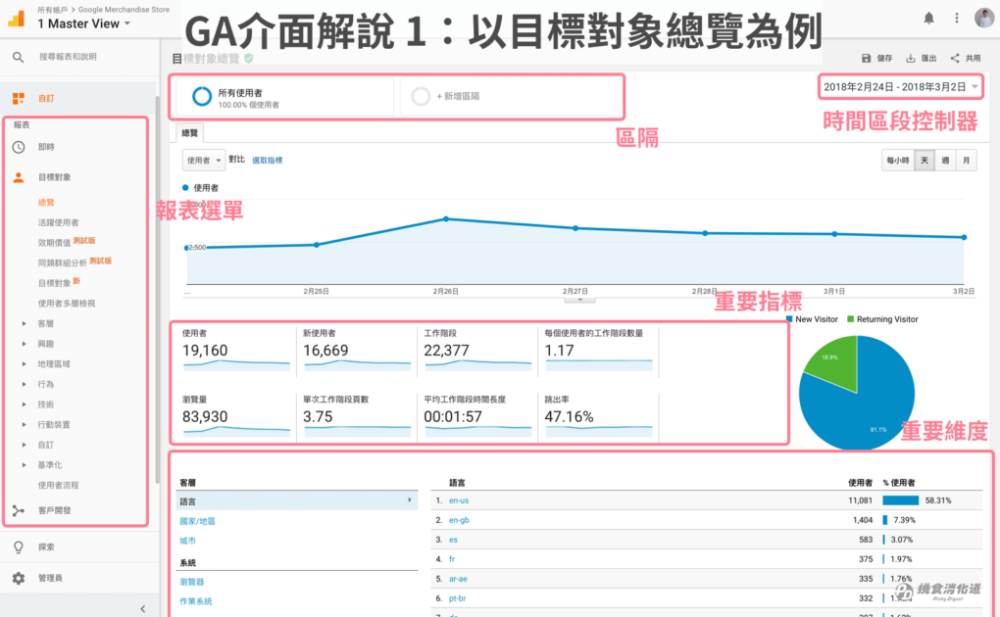 所有帳戶 > Google Merchandise Store
1 Master View
GA介面解說 1：以目標對象總覽為例
搜尋報表和說明
目標對象總覽
儲存
匯出
共用
自訂
報表
即時
目標對象
總覽
活躍使用者
效期價值 測試版
同類群組分析 測試版
目標對象 新
使用者多層檢視
客層
興趣
地理區域
行為
技術
行動裝置
自訂
基準化
使用者流程
客戶開發
探索
管理員
報表選單
所有使用者
100.00% 個使用者
+ 新增區隔
區隔
2018年2月24日 - 2018年3月2日
時間區段控制器
總覽
使用者 對比 選取指標
每小時 天 週 月
使用者
2,500
... 2月25日 2月26日 2月27日 2月28日 3月1日 3月2日
重要指標
使用者
19,160
新使用者
16,669
工作階段
22,377
每個使用者的工作階段數量
1.17
瀏覽量
83,930
單次工作階段頁數
3.75
平均工作階段時間長度
00:01:57
跳出率
47.16%
New Visitor Returning Visitor
18.9%
81.1%
重要維度
客層
語言
國家/地區
城市
系統
瀏覽器
作業系統
語言 使用者 % 使用者
1. en-us 11,081 58.31%
2. en-gb 1,404 7.39%
3. es 583 3.07%
4. fr 375 1.97%
5. ar-ae 335 1.76%
6. pt-br 332
挑食消化道
Picky Digest